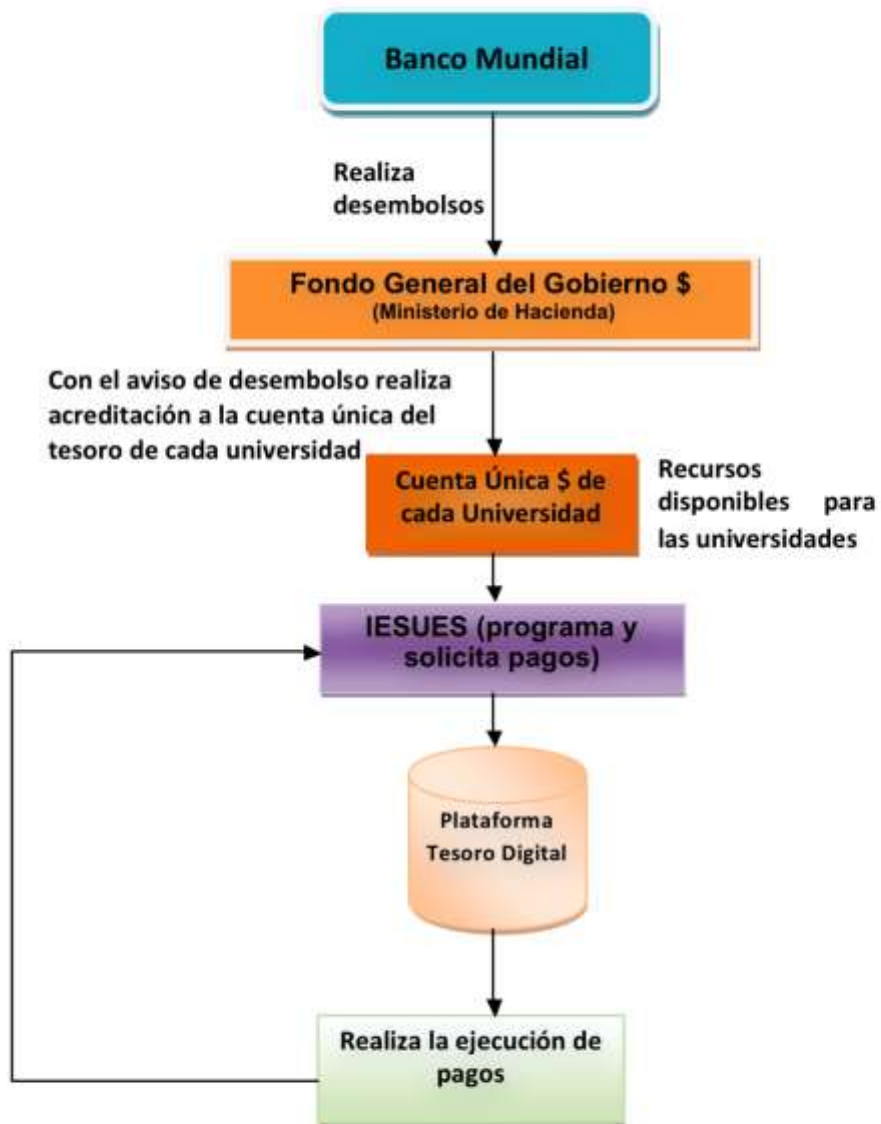 Banco Mundial
Realiza
desembolsos
Fondo General del Gobierno $
(Ministerio de Hacienda)
Con el aviso de desembolso realiza
acreditación a la cuenta única del
tesoro de cada universidad
Cuenta Única $ de
cada Universidad
Recursos
disponibles para
las universidades
IESUES (programa y
solicita pagos)
Plataforma
Tesoro Digital
Realiza la ejecución de
pagos